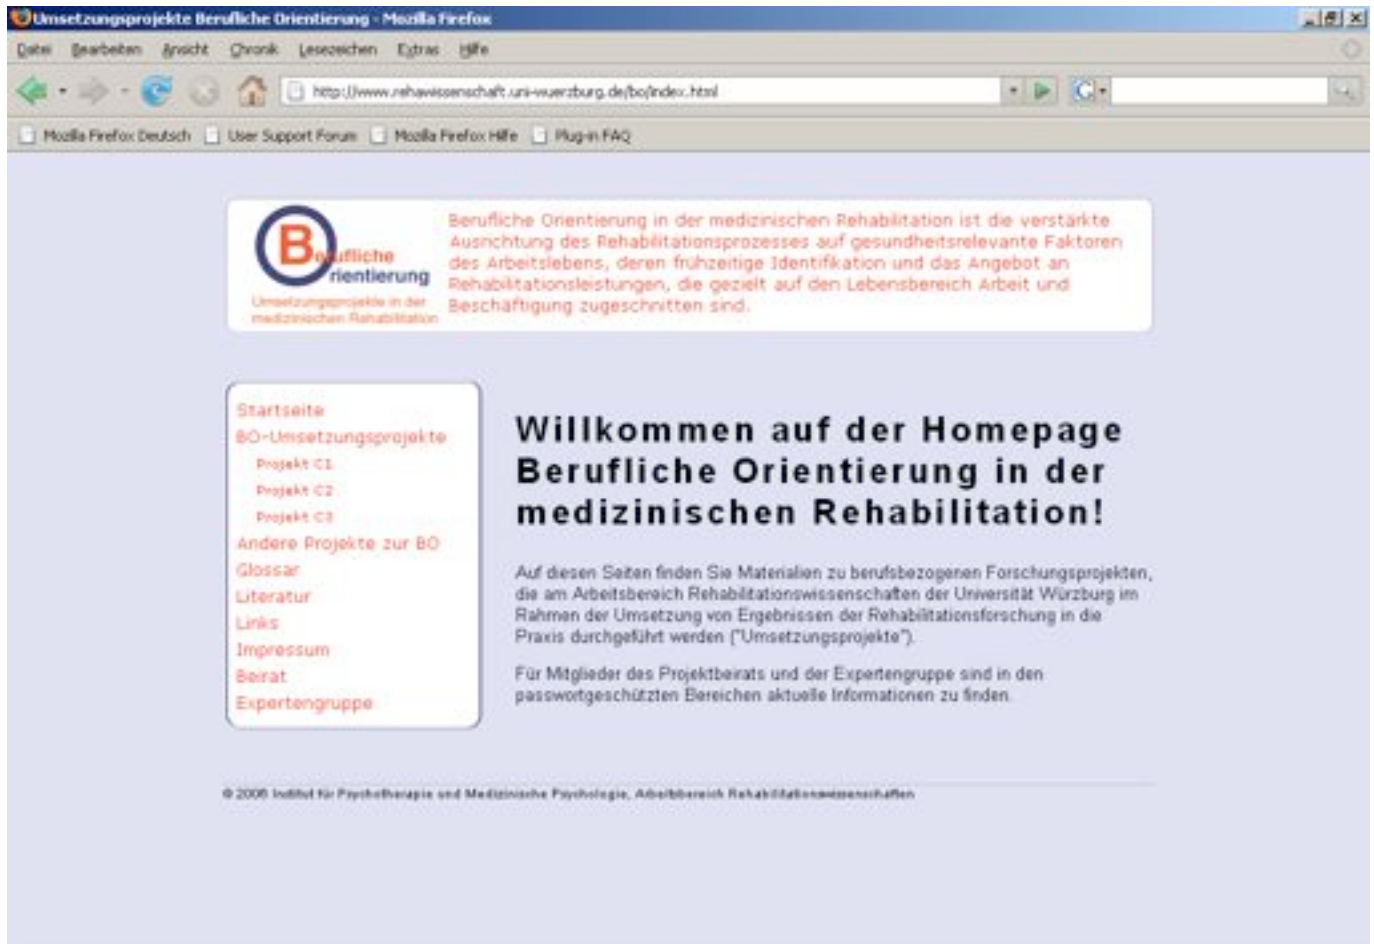 Umsetzungsprojekte Berufliche Orientierung - Mozilla Firefox
Datei Bearbeiten Ansicht Chronik Lesezeichen Extras Hilfe
http://www.rehawissenschaft.uni-wuerzburg.de/bo/index.html
Mozilla Firefox Deutsch User Support Forum Mozilla Firefox Hilfe Plug-in FAQ
Berufliche
Orientierung
Umsetzungsprojekte in der
medizinischen Rehabilitation
Berufliche Orientierung in der medizinischen Rehabilitation ist die verstärkte
Ausrichtung des Rehabilitationsprozesses auf gesundheitsrelevante Faktoren
des Arbeitslebens, deren frühzeitige Identifikation und das Angebot an
Rehabilitationsleistungen, die gezielt auf den Lebensbereich Arbeit und
Beschäftigung zugeschnitten sind.
Startseite
BO-Umsetzungsprojekte
Projekt C1
Projekt C2
Projekt C3
Andere Projekte zur BO
Glossar
Literatur
Links
Impressum
Beirat
Expertengruppe
Willkommen auf der Homepage
Berufliche Orientierung in der
medizinischen Rehabilitation!
Auf diesen Seiten finden Sie Materialien zu berufsbezogenen Forschungsprojekten,
die am Arbeitsbereich Rehabilitationswissenschaften der Universität Würzburg im
Rahmen der Umsetzung von Ergebnissen der Rehabilitationsforschung in die
Praxis durchgeführt werden ("Umsetzungsprojekte").
Für Mitglieder des Projektbeirats und der Expertengruppe sind in den
passwortgeschützten Bereichen aktuelle Informationen zu finden.
© Institut für Psychotherapie und Medizinische Psychologie, Arbeitsbereich Rehabilitationswissenschaften